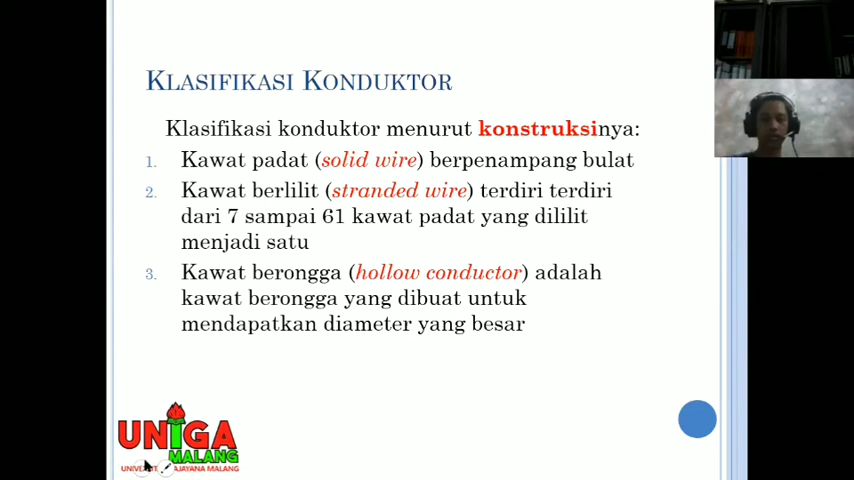 KLASIFIKASI KONDUKTOR
Klasifikasi konduktor menurut konstruksinya:
1. Kawat padat (solid wire) berpenampang bulat
2. Kawat berlilit (stranded wire) terdiri terdiri
dari 7 sampai 61 kawat padat yang dililit
menjadi satu
3. Kawat berongga (hollow conductor) adalah
kawat berongga yang dibuat untuk
mendapatkan diameter yang besar
UNIGA
MALANG
MALANG